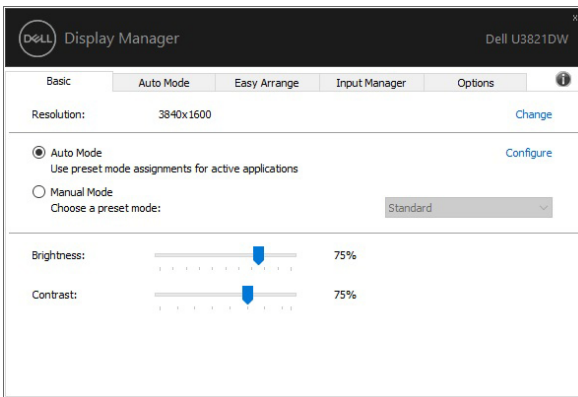 DELL Display Manager Dell U3821DW
Basic Auto Mode Easy Arrange Input Manager Options
Resolution: 3840x1600 Change
Auto Mode Configure
Use preset mode assignments for active applications
Manual Mode
Choose a preset mode: Standard
Brightness: 75%
Contrast: 75%